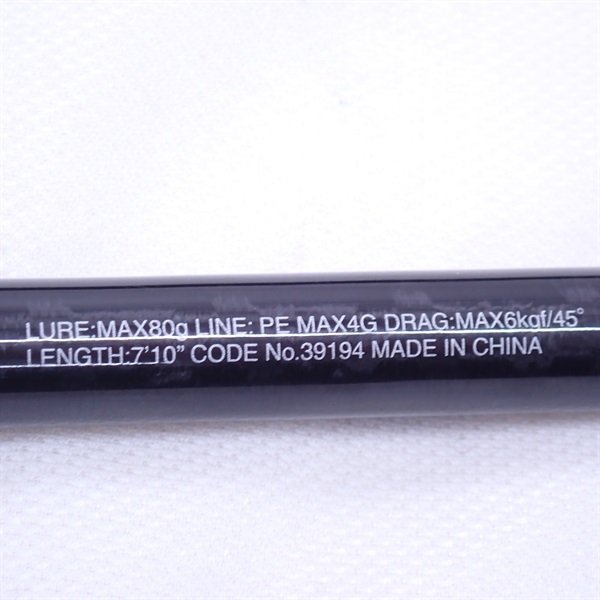 LURE:MAX80g LINE: PE MAX4G DRAG:MAX6kgf/45°
LENGTH:7'10" CODE No.39194 MADE IN CHINA